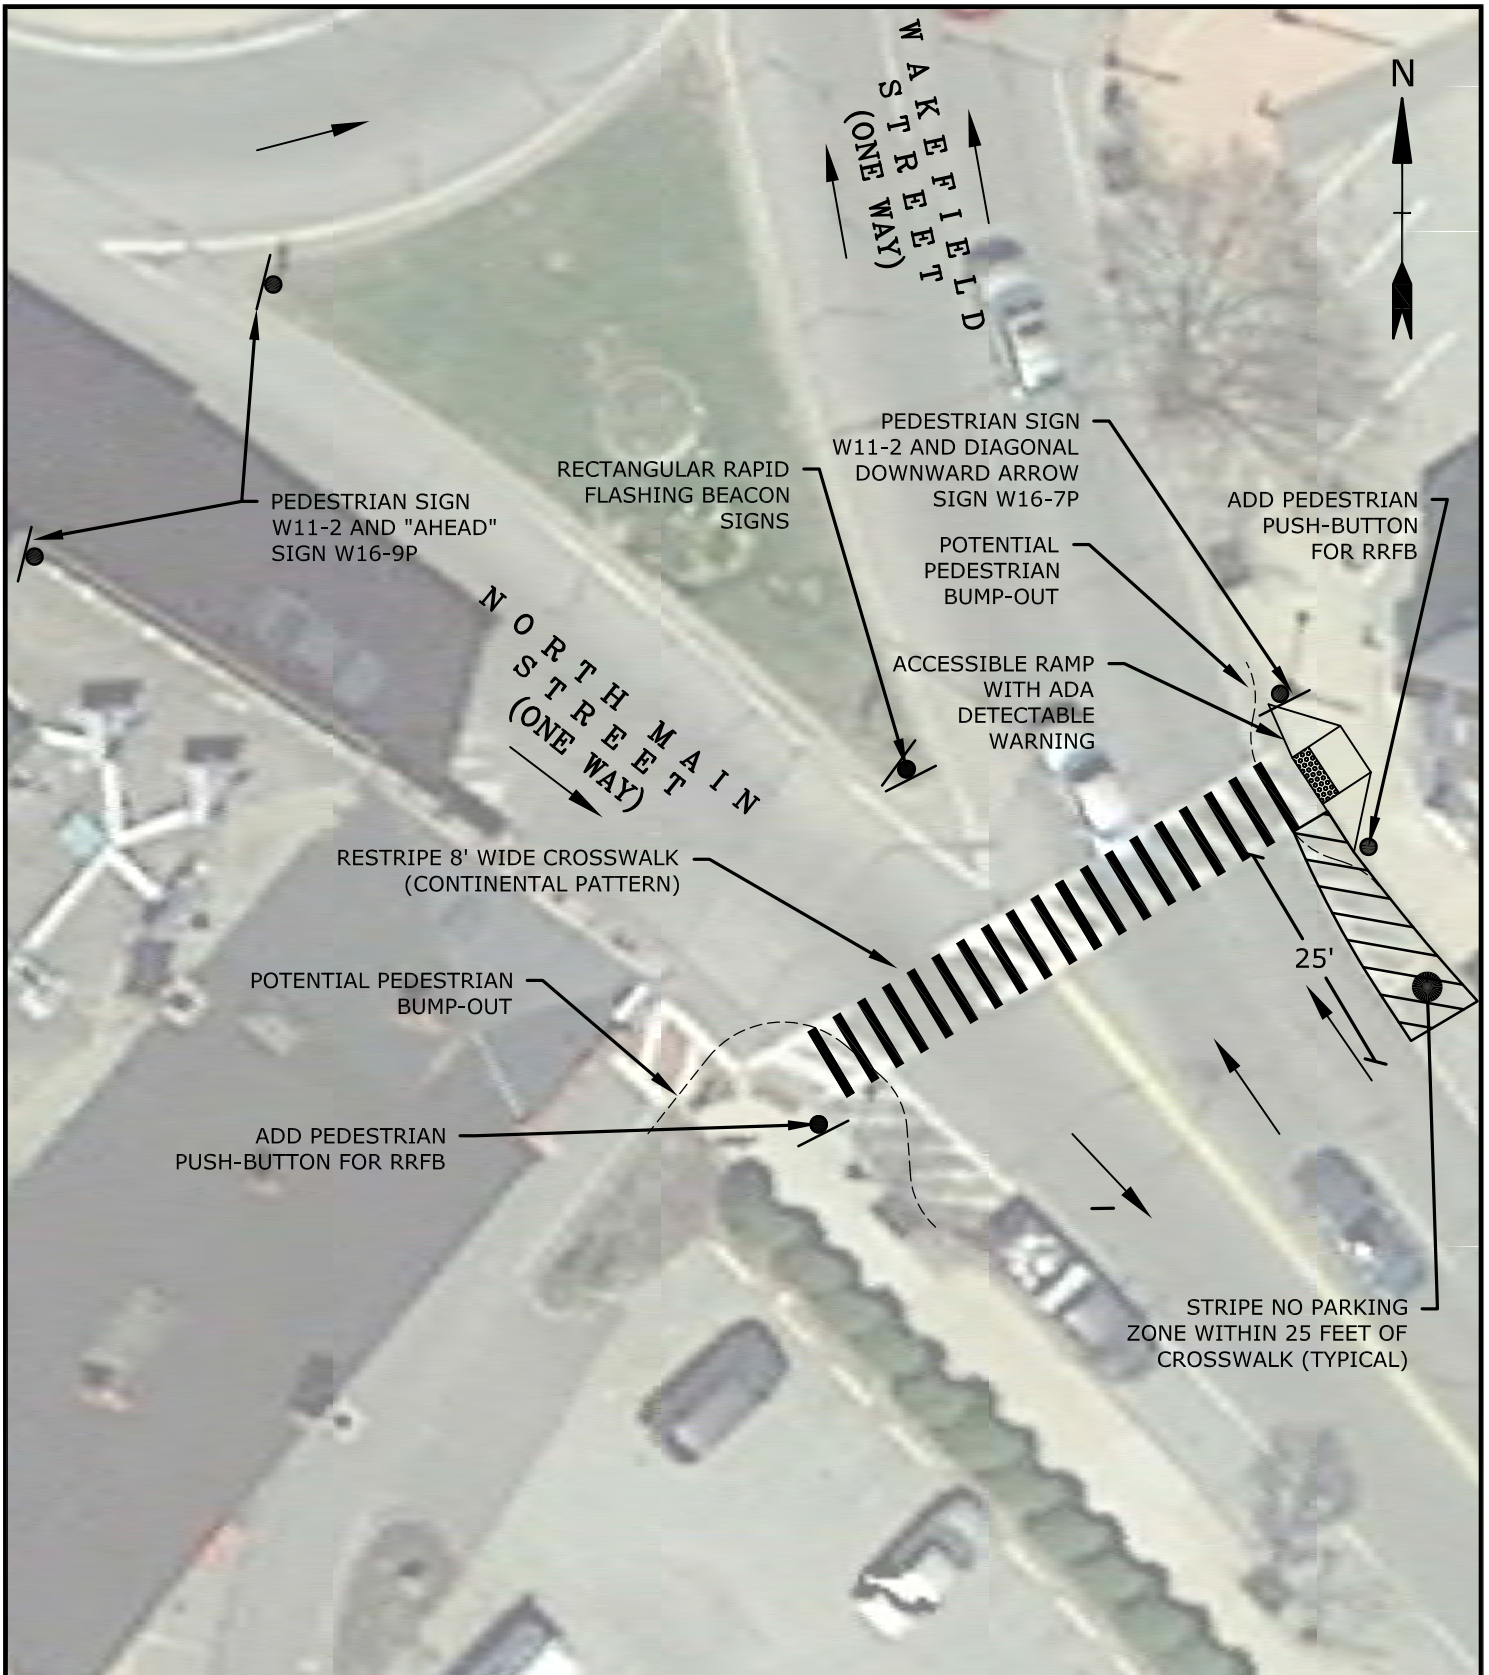 WAKEFIELD
STREET
(ONE WAY)
N
PEDESTRIAN SIGN
W11-2 AND DIAGONAL
DOWNWARD ARROW
SIGN W16-7P
RECTANGULAR RAPID
FLASHING BEACON
SIGNS
ADD PEDESTRIAN
PUSH-BUTTON
FOR RRFB
PEDESTRIAN SIGN
W11-2 AND "AHEAD"
SIGN W16-9P
POTENTIAL
PEDESTRIAN
BUMP-OUT
NORTH MAIN
STREET
(ONE WAY)
ACCESSIBLE RAMP
WITH ADA
DETECTABLE
WARNING
RESTRIPE 8' WIDE CROSSWALK
(CONTINENTAL PATTERN)
25'
POTENTIAL PEDESTRIAN
BUMP-OUT
ADD PEDESTRIAN
PUSH-BUTTON FOR RRFB
STRIPE NO PARKING
ZONE WITHIN 25 FEET OF
CROSSWALK (TYPICAL)